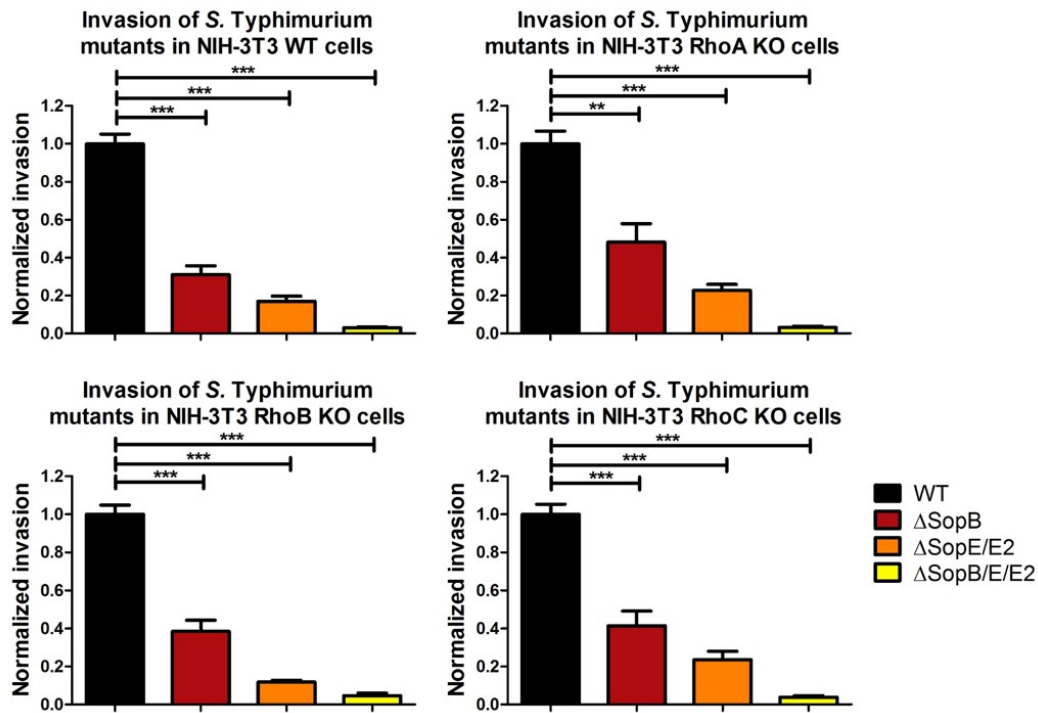 Invasion of S. Typhimurium
mutants in NIH-3T3 WT cells
***
***
***
Normalized invasion
1.2
1.0
0.8
0.6
0.4
0.2
0.0
Invasion of S. Typhimurium
mutants in NIH-3T3 RhoA KO cells
***
***
**
Normalized invasion
1.2
1.0
0.8
0.6
0.4
0.2
0.0
Invasion of S. Typhimurium
mutants in NIH-3T3 RhoB KO cells
***
***
***
Normalized invasion
1.2
1.0
0.8
0.6
0.4
0.2
0.0
Invasion of S. Typhimurium
mutants in NIH-3T3 RhoC KO cells
***
***
***
Normalized invasion
1.2
1.0
0.8
0.6
0.4
0.2
0.0
WT
ΔSopB
ΔSopE/E2
ΔSopB/E/E2